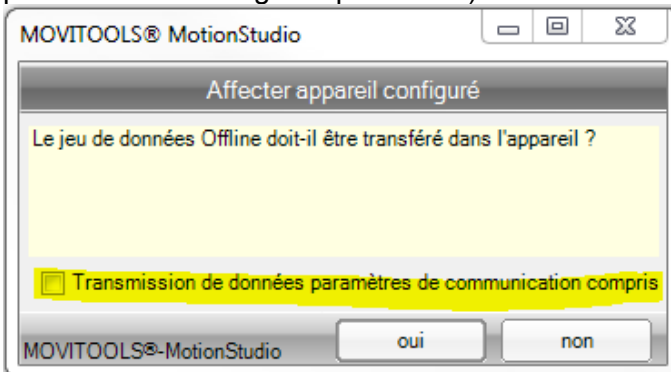 MOVITOOLS® MotionStudio
Affecter appareil configuré
Le jeu de données Offline doit-il être transféré dans l'appareil ?
Transmission de données paramètres de communication compris
MOVITOOLS®-MotionStudio
oui
non